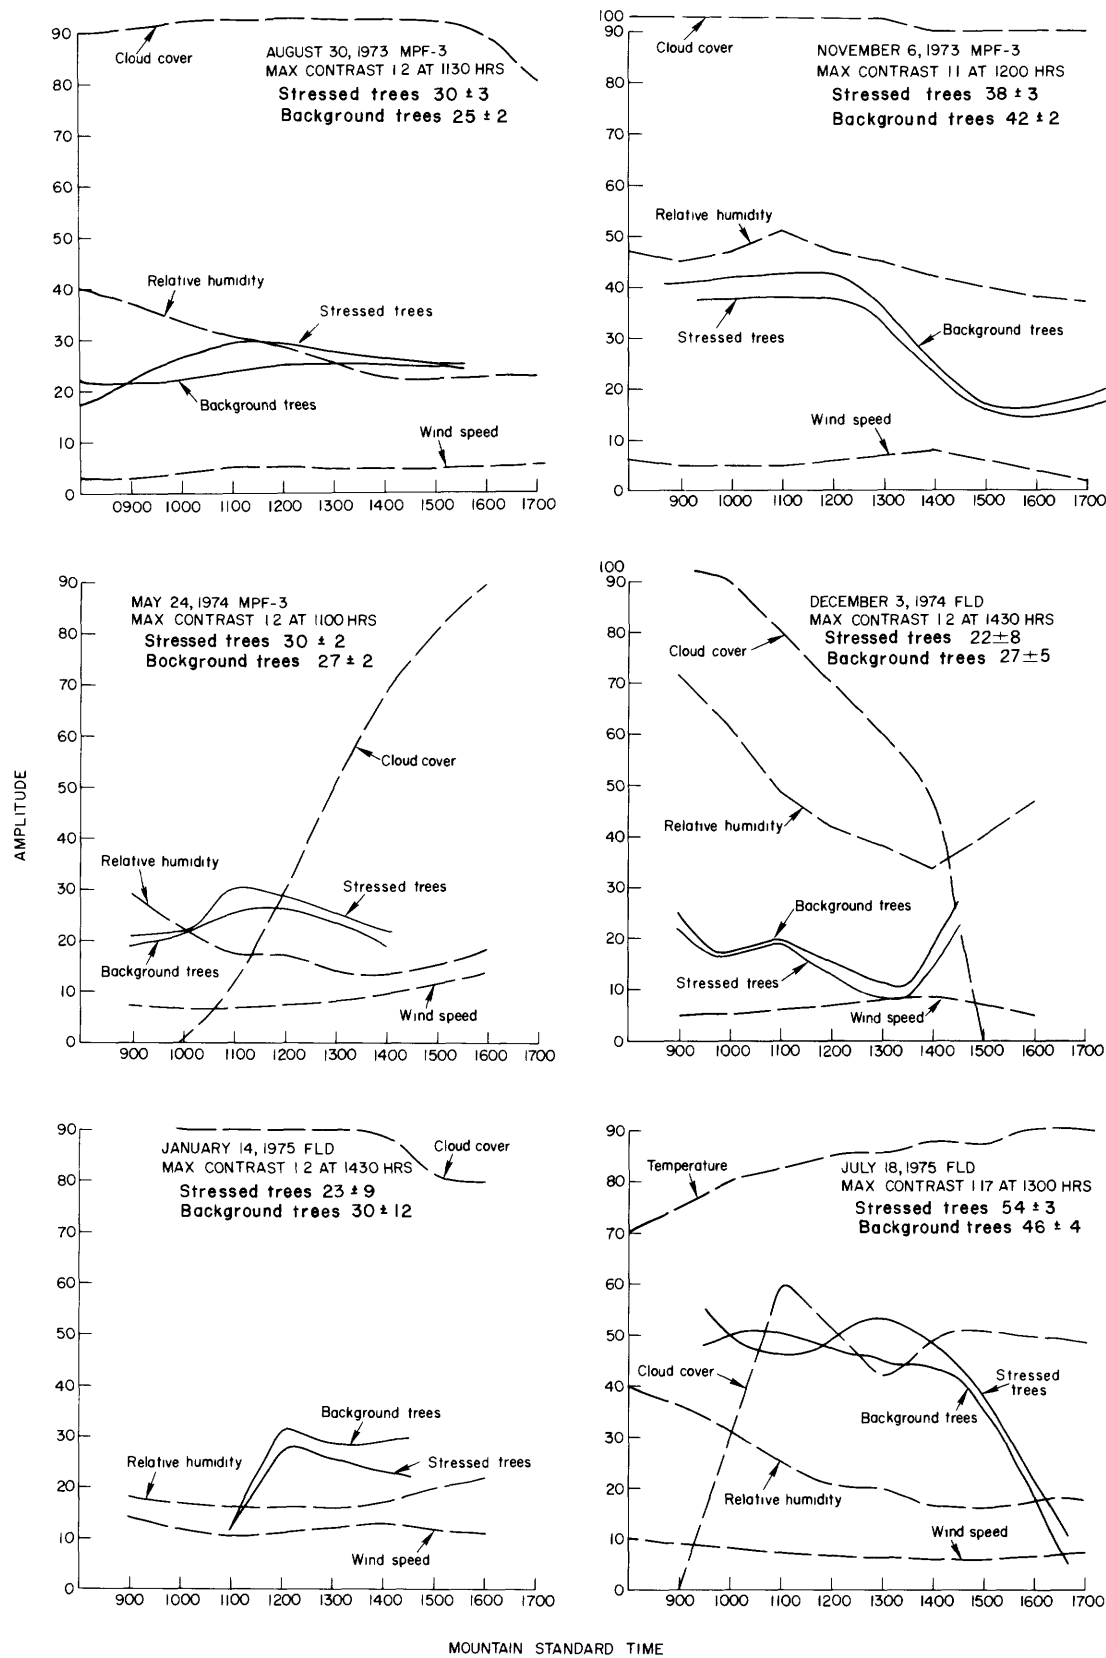 90
80
70
60
50
40
30
20
10
0
Cloud cover
AUGUST 30, 1973 MPF-3
MAX CONTRAST 1 2 AT 1130 HRS
Stressed trees 30 ± 3
Background trees 25 ± 2
Relative humidity
Stressed trees
Background trees
Wind speed
0900 1000 1100 1200 1300 1400 1500 1600 1700
100
90
80
70
60
50
40
30
20
10
0
Cloud cover
NOVEMBER 6, 1973 MPF-3
MAX CONTRAST 1 1 AT 1200 HRS
Stressed trees 38 ± 3
Background trees 42 ± 2
Relative humidity
Background trees
Stressed trees
Wind speed
900 1000 1100 1200 1300 1400 1500 1600 1700
AMPLITUDE
90
80
70
60
50
40
30
20
10
0
MAY 24, 1974 MPF-3
MAX CONTRAST 1 2 AT 1100 HRS
Stressed trees 30 ± 2
Bockground trees 27 ± 2
Cloud cover
Relative humidity
Stressed trees
Background trees
Wind speed
900 1000 1100 1200 1300 1400 1500 1600 1700
100
90
80
70
60
50
40
30
20
10
0
DECEMBER 3, 1974 FLD
MAX CONTRAST 1 2 AT 1430 HRS
Stressed trees 22±8
Background trees 27±5
Cloud cover
Relative humidity
Background trees
Stressed trees
Wind speed
900 1000 1100 1200 1300 1400 1500 1600 1700
90
80
70
60
50
40
30
20
10
0
JANUARY 14, 1975 FLD
MAX CONTRAST 1 2 AT 1430 HRS
Stressed trees 23 ± 9
Background trees 30 ± 12
Cloud cover
Background trees
Relative humidity
Stressed trees
Wind speed
900 1000 1100 1200 1300 1400 1500 1600 1700
90
80
70
60
50
40
30
20
10
0
Temperature
JULY 18, 1975 FLD
MAX CONTRAST 1 17 AT 1300 HRS
Stressed trees 54 ± 3
Background trees 46 ± 4
Cloud cover
Stressed
trees
Background trees
Relative humidity
Wind speed
900 1000 1100 1200 1300 1400 1500 1600 1700
MOUNTAIN STANDARD TIME